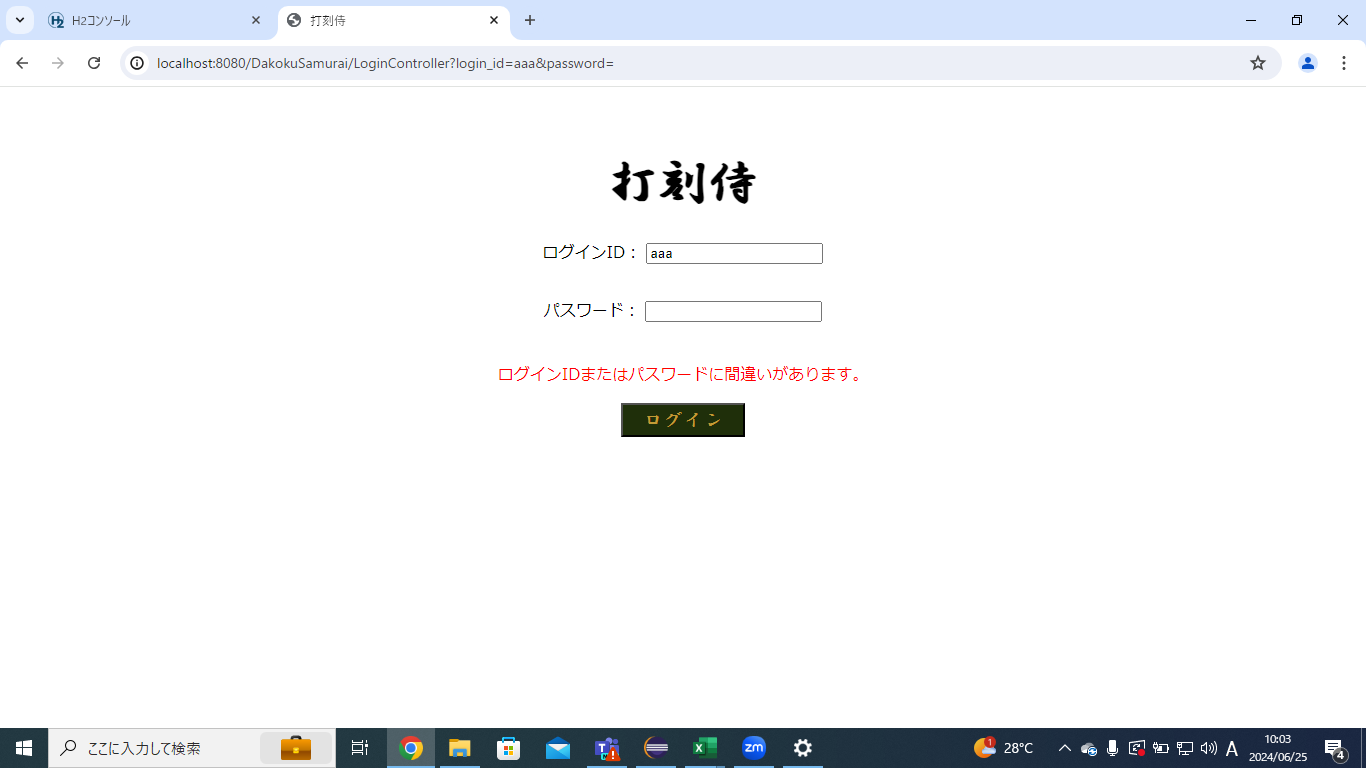 H2コンソール
打刻侍
localhost:8080/DakokuSamurai/LoginController?login_id=aaa&password=
打刻侍
ログインID： aaa
パスワード：
ログインIDまたはパスワードに間違いがあります。
ログイン
ここに入力して検索
1
28°C
A
10:03
2024/06/25
4
zm